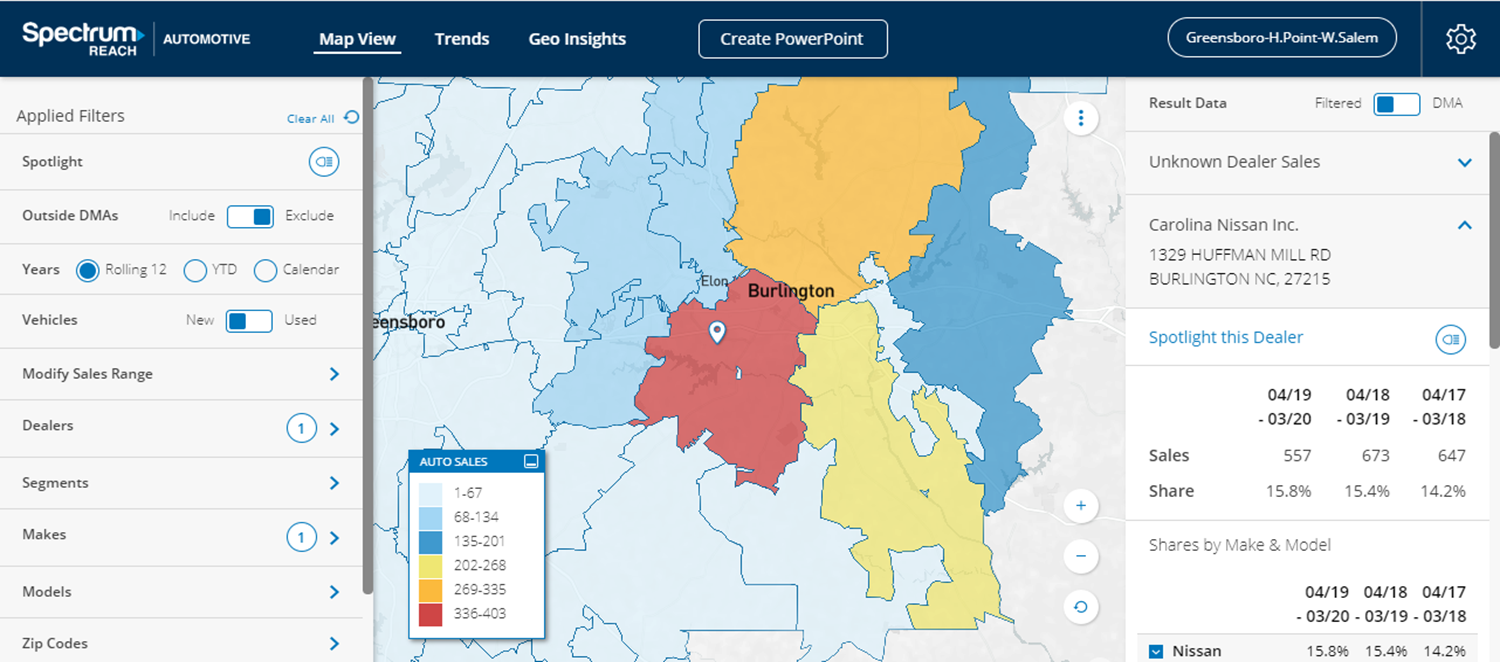 Spectrum REACH AUTOMOTIVE Map View Trends Geo Insights Create PowerPoint Greensboro-H.Point-W.Salem
Applied Filters Clear All
Spotlight
Outside DMAs Include Exclude
Years Rolling 12 YTD Calendar
Vehicles New Used
Modify Sales Range
Dealers 1
Segments
Makes 1
Models
Zip Codes
Elon
Burlington
eensboro
AUTO SALES
1-67
68-134
135-201
202-268
269-335
336-403
+
−
Result Data Filtered DMA
Unknown Dealer Sales
Carolina Nissan Inc.
1329 HUFFMAN MILL RD
BURLINGTON NC, 27215
Spotlight this Dealer
04/19 04/18 04/17
- 03/20 - 03/19 - 03/18
Sales 557 673 647
Share 15.8% 15.4% 14.2%
Shares by Make & Model
04/19 04/18 04/17
- 03/20 - 03/19 - 03/18
Nissan 15.8% 15.4% 14.2%